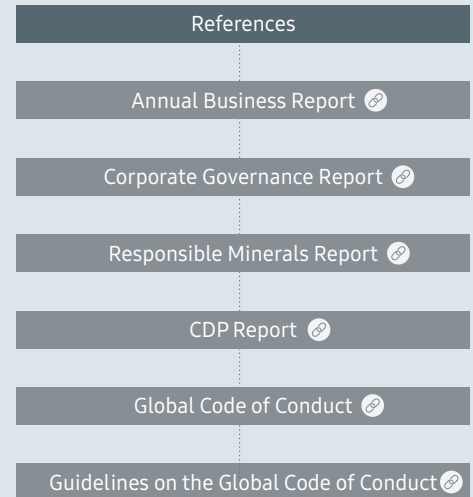 References
Annual Business Report
Corporate Governance Report
Responsible Minerals Report
CDP Report
Global Code of Conduct
Guidelines on the Global Code of Conduct